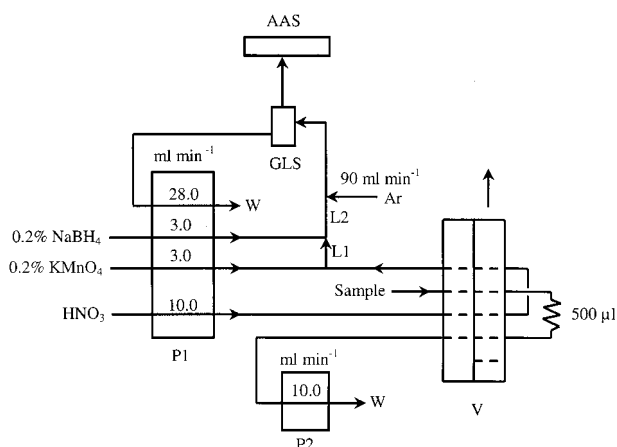 AAS
ml min -1
GLS
90 ml min -1
Ar
28.0
W
L2
0.2% NaBH4
3.0
L1
0.2% KMnO4
3.0
Sample
HNO3
10.0
500 µl
P1
ml min-1
10.0
W
V
P2